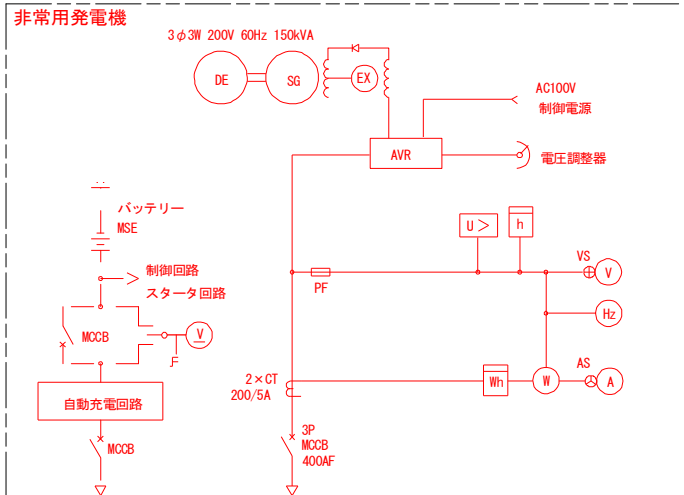 非常用発電機
3φ3W 200V 60Hz 150kVA
DE
SG
EX
AC100V
制御電源
AVR
電圧調整器
バッテリー
MSE
制御回路
スタータ回路
U＞
h
VS
V
PF
Hz
MCCB
V
2×CT
200/5A
Wh
W
AS
A
自動充電回路
3P
MCCB
400AF
MCCB